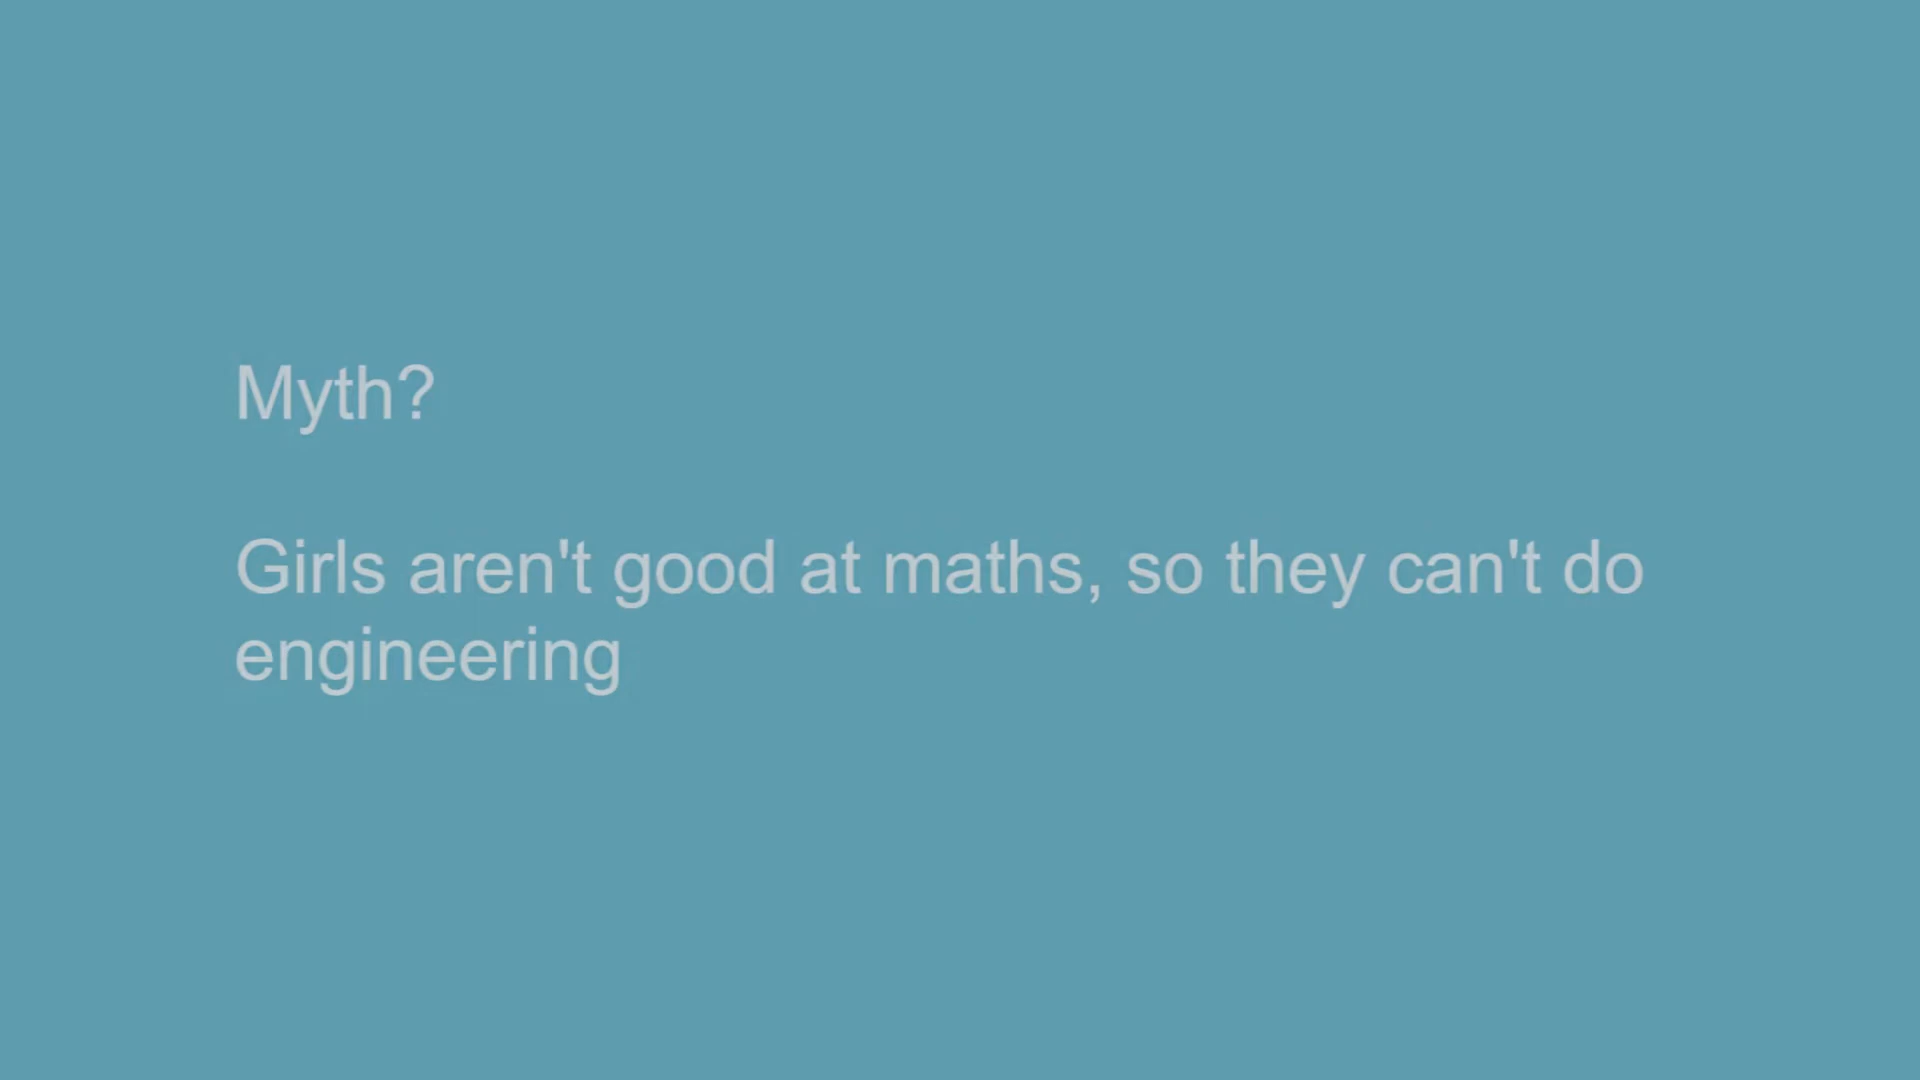 Myth?
Girls aren't good at maths, so they can't do
engineering